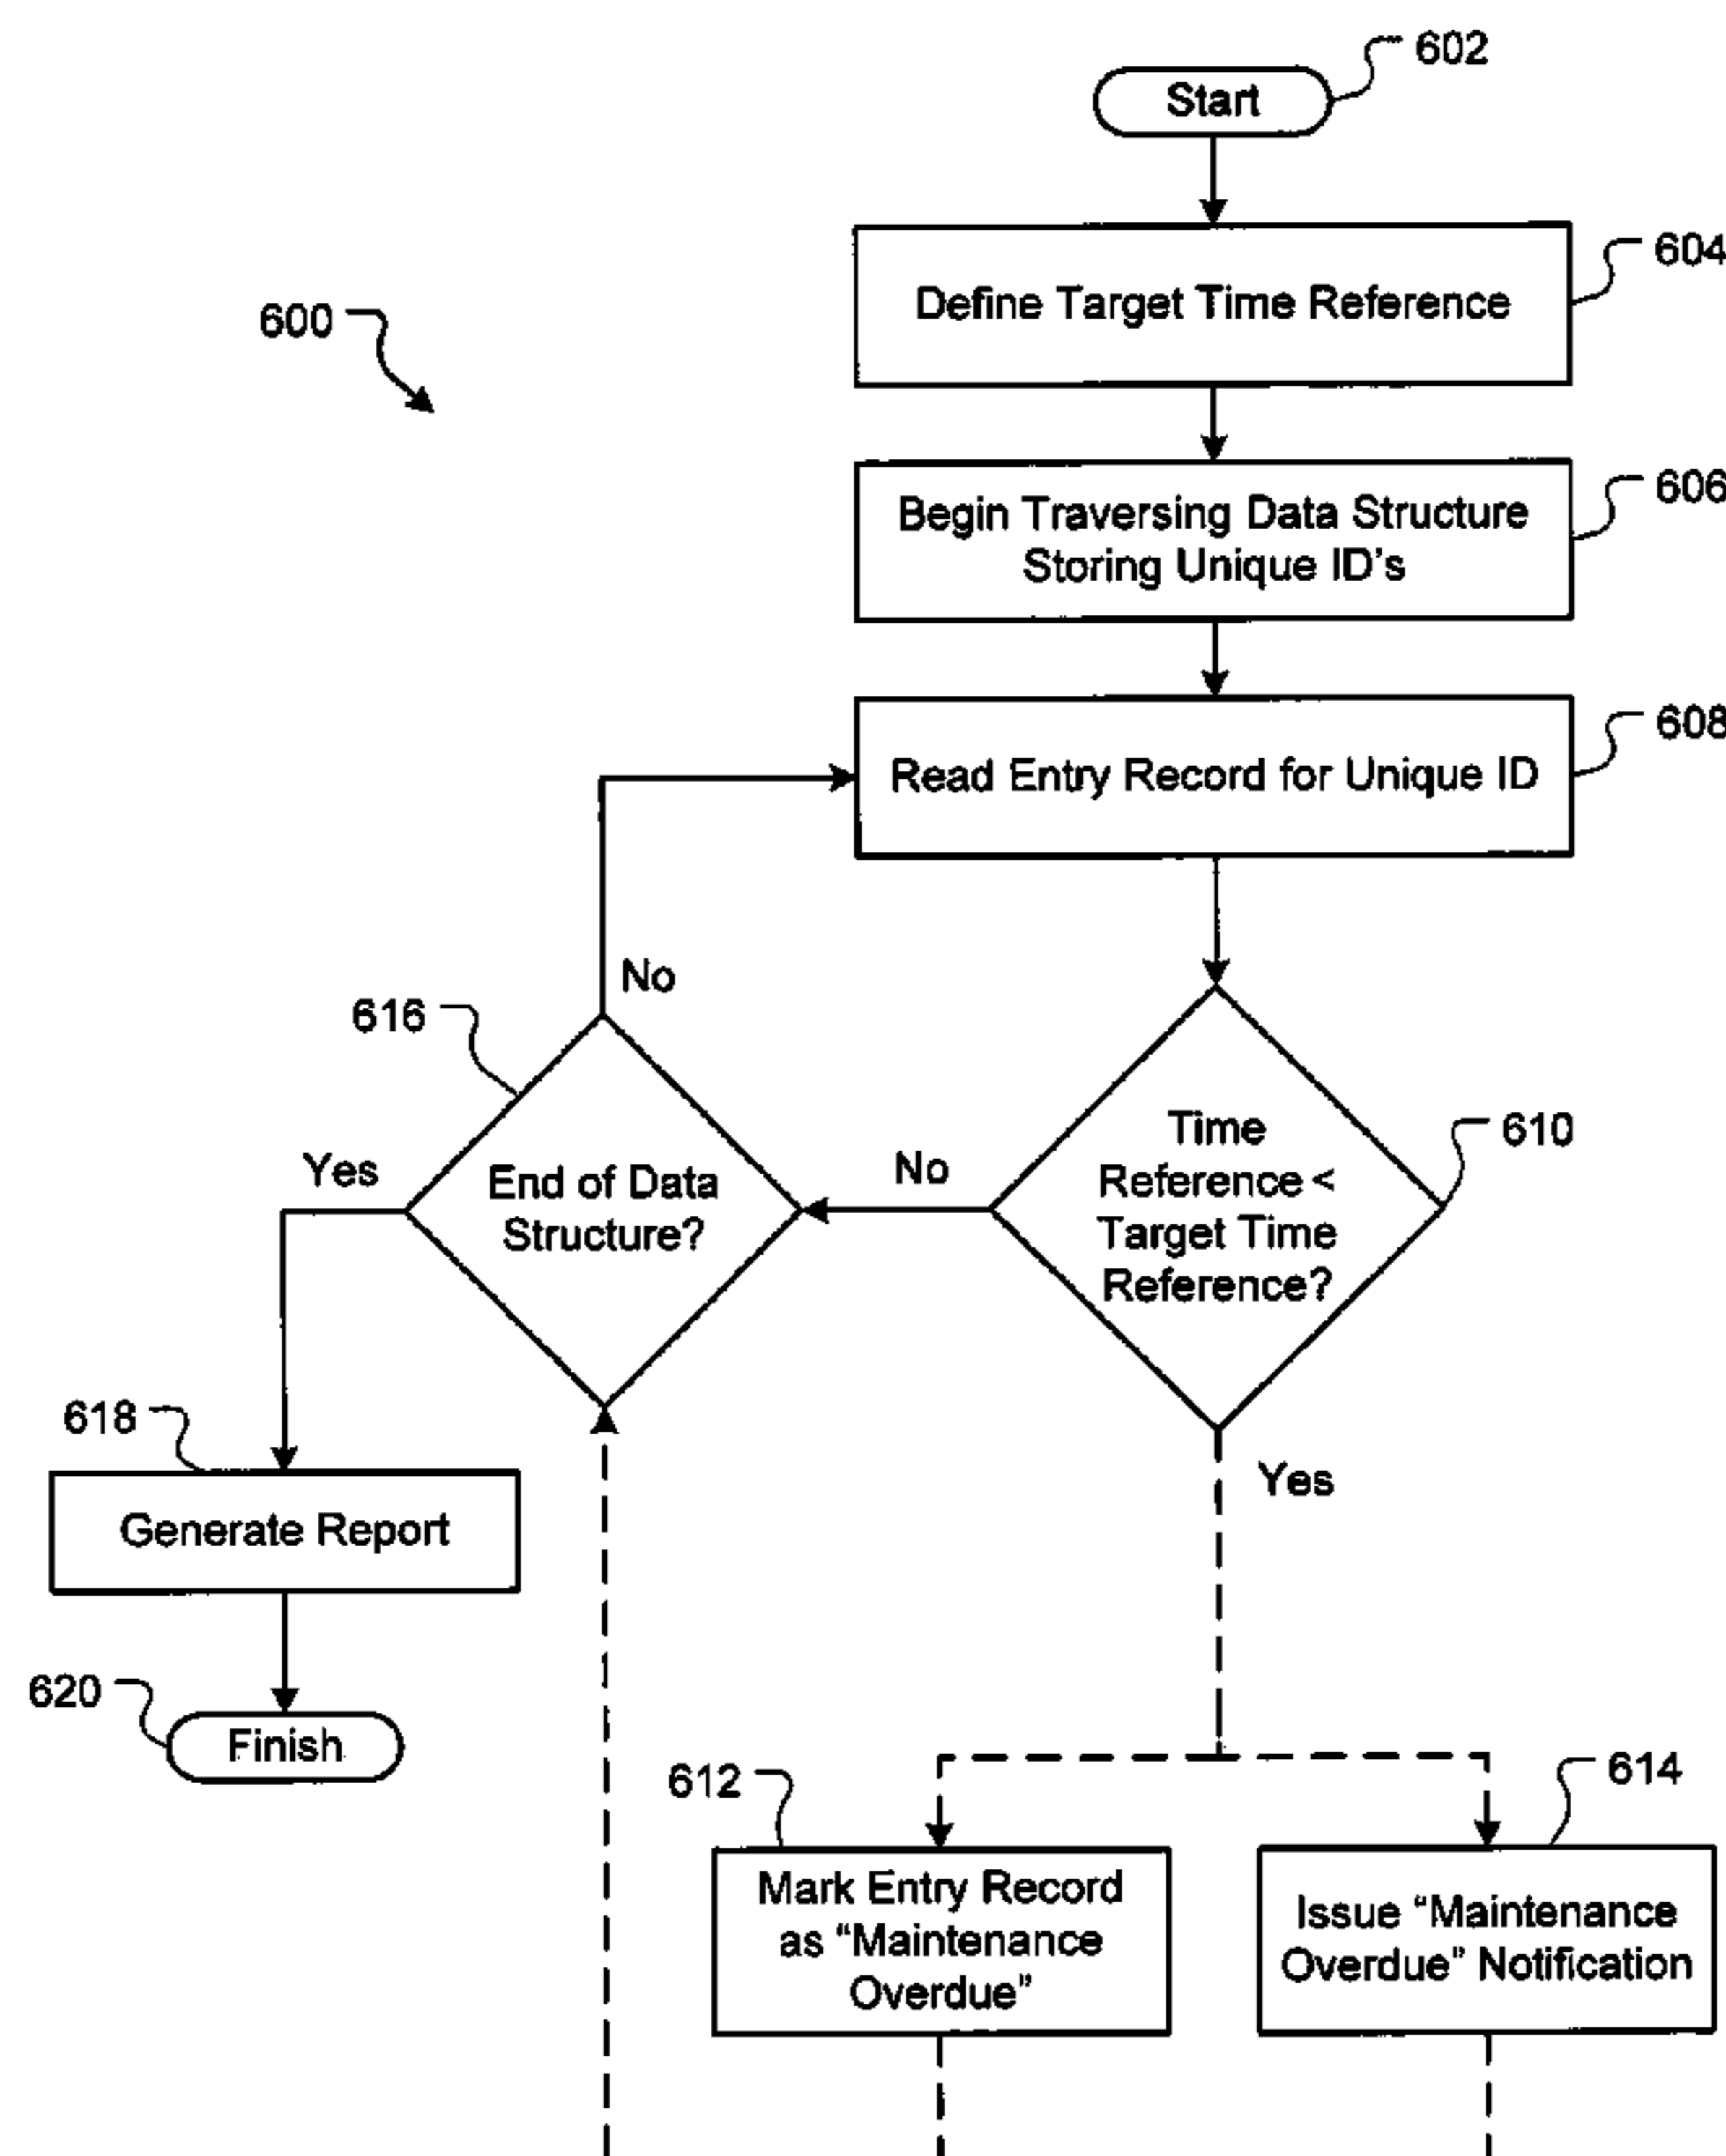 602
Start
604
Define Target Time Reference
600
606
Begin Traversing Data Structure
Storing Unique ID's
608
Read Entry Record for Unique ID
No
616
610
Time
Reference <
Target Time
Reference?
No
Yes
End of Data
Structure?
618
Yes
Generate Report
620
Finish
612
614
Mark Entry Record
as “Maintenance
Overdue”
Issue “Maintenance
Overdue” Notification